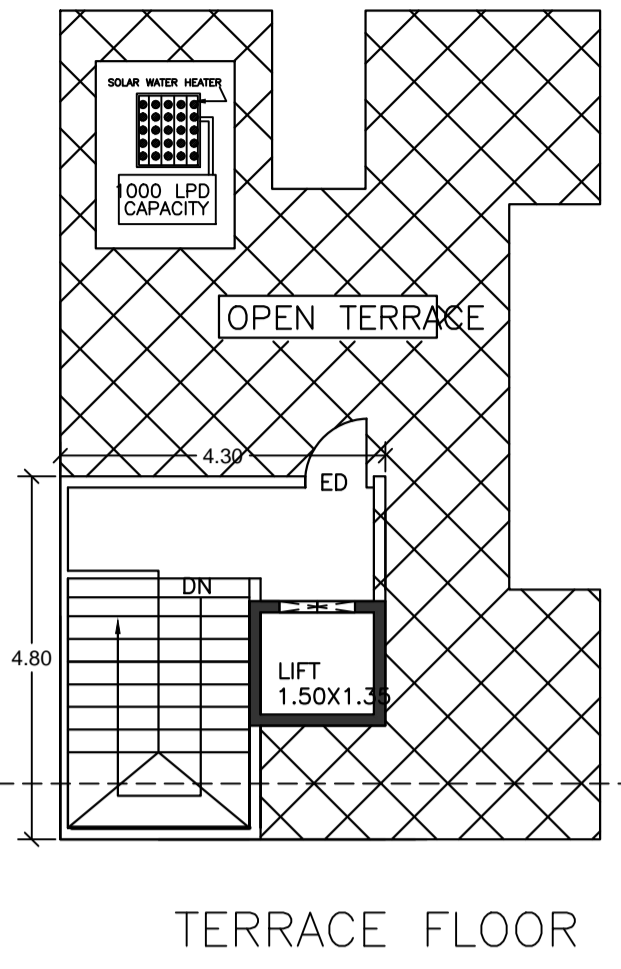 SOLAR WATER HEATER
1000 LPD
CAPACITY
OPEN TERRACE
4.30
ED
DN
4.80
LIFT
1.50X1.35
TERRACE FLOOR